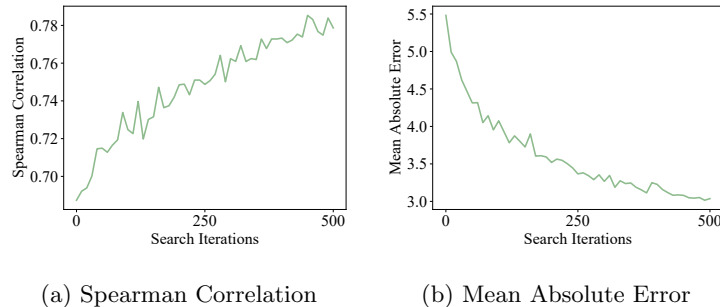 0.78
0.76
0.74
0.72
0.70
Spearman Correlation
0 250 500
Search Iterations
(a) Spearman Correlation
5.5
5.0
4.5
4.0
3.5
3.0
Mean Absolute Error
0 250 500
Search Iterations
(b) Mean Absolute Error